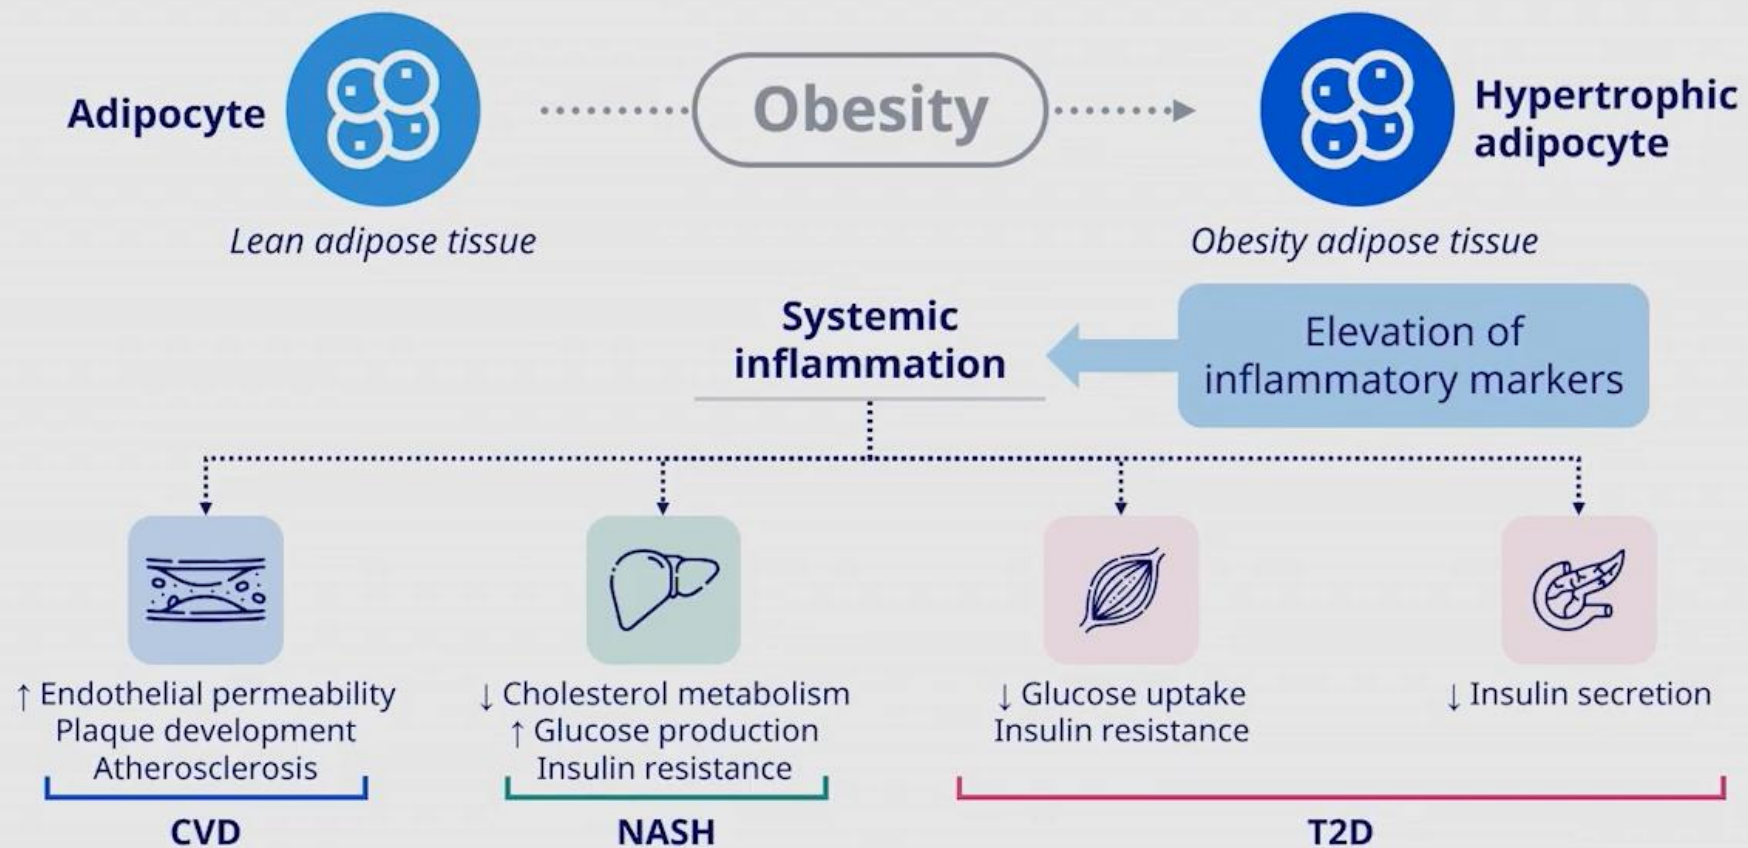 Adipocyte
Obesity
Hypertrophic
adipocyte
Lean adipose tissue
Obesity adipose tissue
Systemic
inflammation
Elevation of
inflammatory markers
↑ Endothelial permeability
Plaque development
Atherosclerosis
CVD
↓ Cholesterol metabolism
↑ Glucose production
Insulin resistance
NASH
↓ Glucose uptake
Insulin resistance
↓ Insulin secretion
T2D